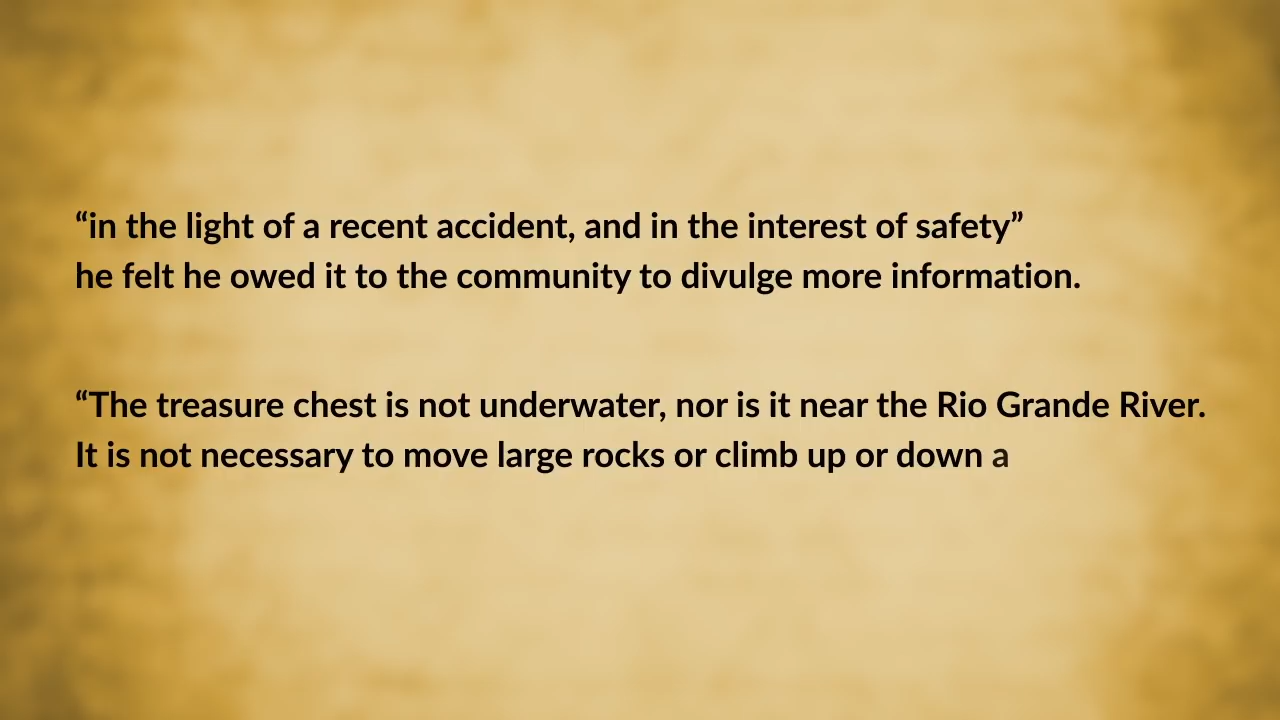 “in the light of a recent accident, and in the interest of safety”
he felt he owed it to the community to divulge more information.
“The treasure chest is not underwater, nor is it near the Rio Grande River.
It is not necessary to move large rocks or climb up or down a